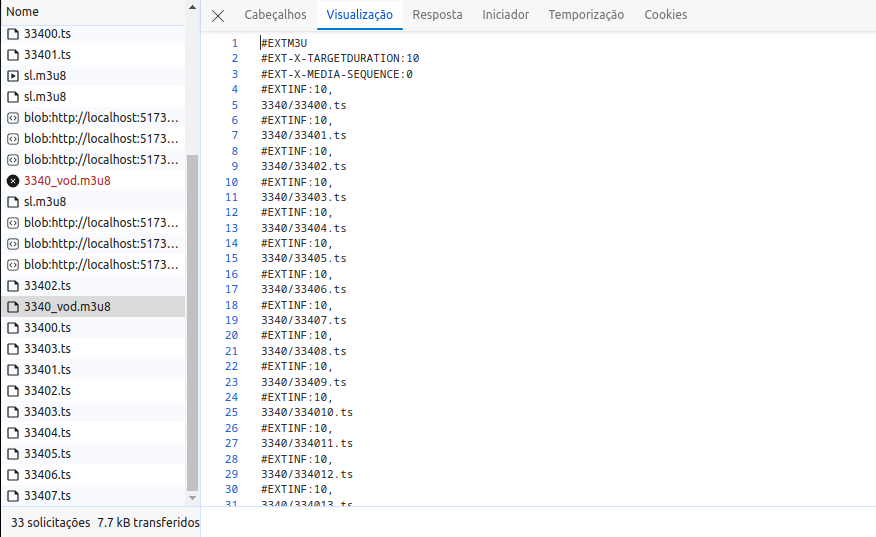 Nome
33400.ts
33401.ts
sl.m3u8
sl.m3u8
blob:http://localhost:5173…
blob:http://localhost:5173…
blob:http://localhost:5173…
3340_vod.m3u8
sl.m3u8
blob:http://localhost:5173…
blob:http://localhost:5173…
blob:http://localhost:5173…
33402.ts
3340_vod.m3u8
33400.ts
33403.ts
33401.ts
33402.ts
33403.ts
33404.ts
33405.ts
33406.ts
33407.ts
33 solicitações 7.7 kB transferidos
Cabeçalhos Visualização Resposta Iniciador Temporização Cookies
1 #EXTM3U
2 #EXT-X-TARGETDURATION:10
3 #EXT-X-MEDIA-SEQUENCE:0
4 #EXTINF:10,
5 3340/33400.ts
6 #EXTINF:10,
7 3340/33401.ts
8 #EXTINF:10,
9 3340/33402.ts
10 #EXTINF:10,
11 3340/33403.ts
12 #EXTINF:10,
13 3340/33404.ts
14 #EXTINF:10,
15 3340/33405.ts
16 #EXTINF:10,
17 3340/33406.ts
18 #EXTINF:10,
19 3340/33407.ts
20 #EXTINF:10,
21 3340/33408.ts
22 #EXTINF:10,
23 3340/33409.ts
24 #EXTINF:10,
25 3340/334010.ts
26 #EXTINF:10,
27 3340/334011.ts
28 #EXTINF:10,
29 3340/334012.ts
30 #EXTINF:10,
31 3340/334013.ts